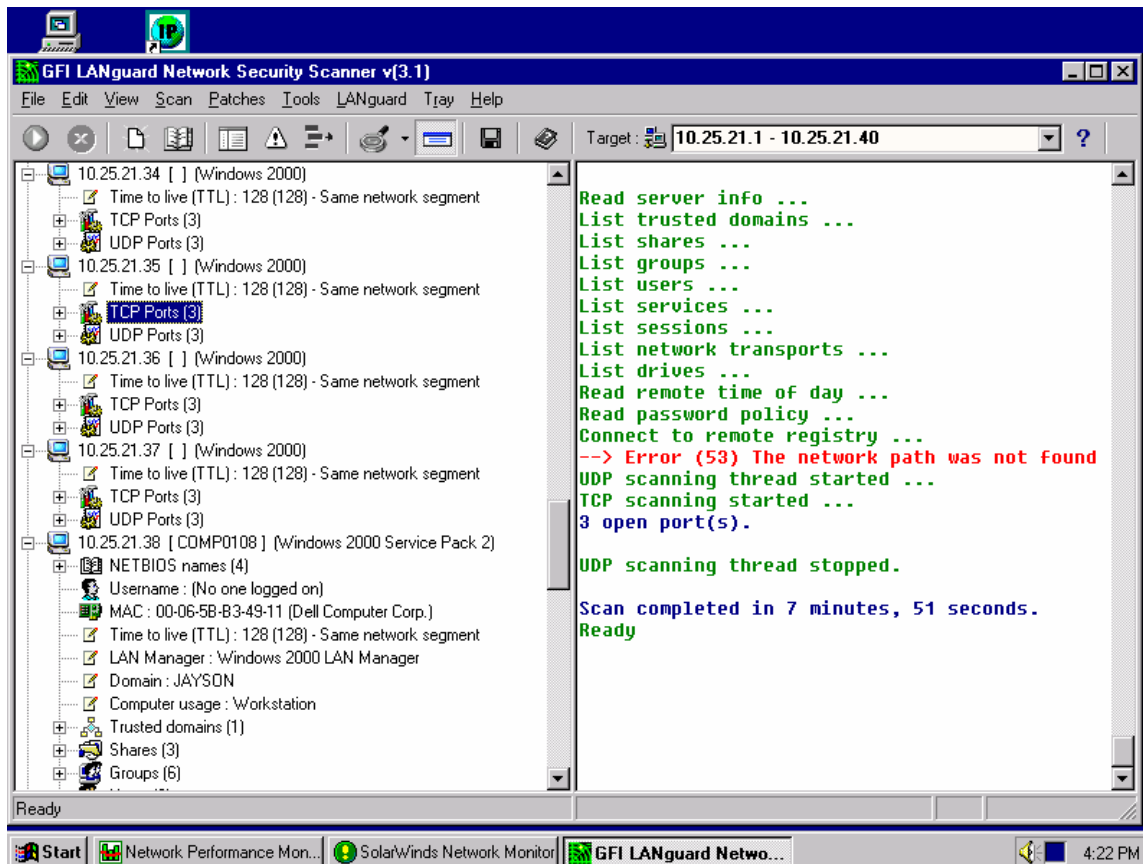 IP
GFI LANguard Network Security Scanner v(3.1)
File Edit View Scan Patches Tools LANguard Tray Help
Target : 10.25.21.1 - 10.25.21.40 ?
10.25.21.34 [ ] (Windows 2000)
Time to live (TTL) : 128 (128) - Same network segment
TCP Ports (3)
UDP Ports (3)
10.25.21.35 [ ] (Windows 2000)
Time to live (TTL) : 128 (128) - Same network segment
TCP Ports (3)
UDP Ports (3)
10.25.21.36 [ ] (Windows 2000)
Time to live (TTL) : 128 (128) - Same network segment
TCP Ports (3)
UDP Ports (3)
10.25.21.37 [ ] (Windows 2000)
Time to live (TTL) : 128 (128) - Same network segment
TCP Ports (3)
UDP Ports (3)
10.25.21.38 [ COMP0108 ] (Windows 2000 Service Pack 2)
NETBIOS names (4)
Username : (No one logged on)
MAC : 00-06-5B-B3-49-11 (Dell Computer Corp.)
Time to live (TTL) : 128 (128) - Same network segment
LAN Manager : Windows 2000 LAN Manager
Domain : JAYSON
Computer usage : Workstation
Trusted domains (1)
Shares (3)
Groups (6)
Read server info ...
List trusted domains ...
List shares ...
List groups ...
List users ...
List services ...
List sessions ...
List network transports ...
List drives ...
Read remote time of day ...
Read password policy ...
Connect to remote registry ...
--> Error (53) The network path was not found
UDP scanning thread started ...
TCP scanning started ...
3 open port(s).
UDP scanning thread stopped.
Scan completed in 7 minutes, 51 seconds.
Ready
Ready
Start Network Performance Mon... SolarWinds Network Monitor GFI LANguard Netwo... 4:22 PM